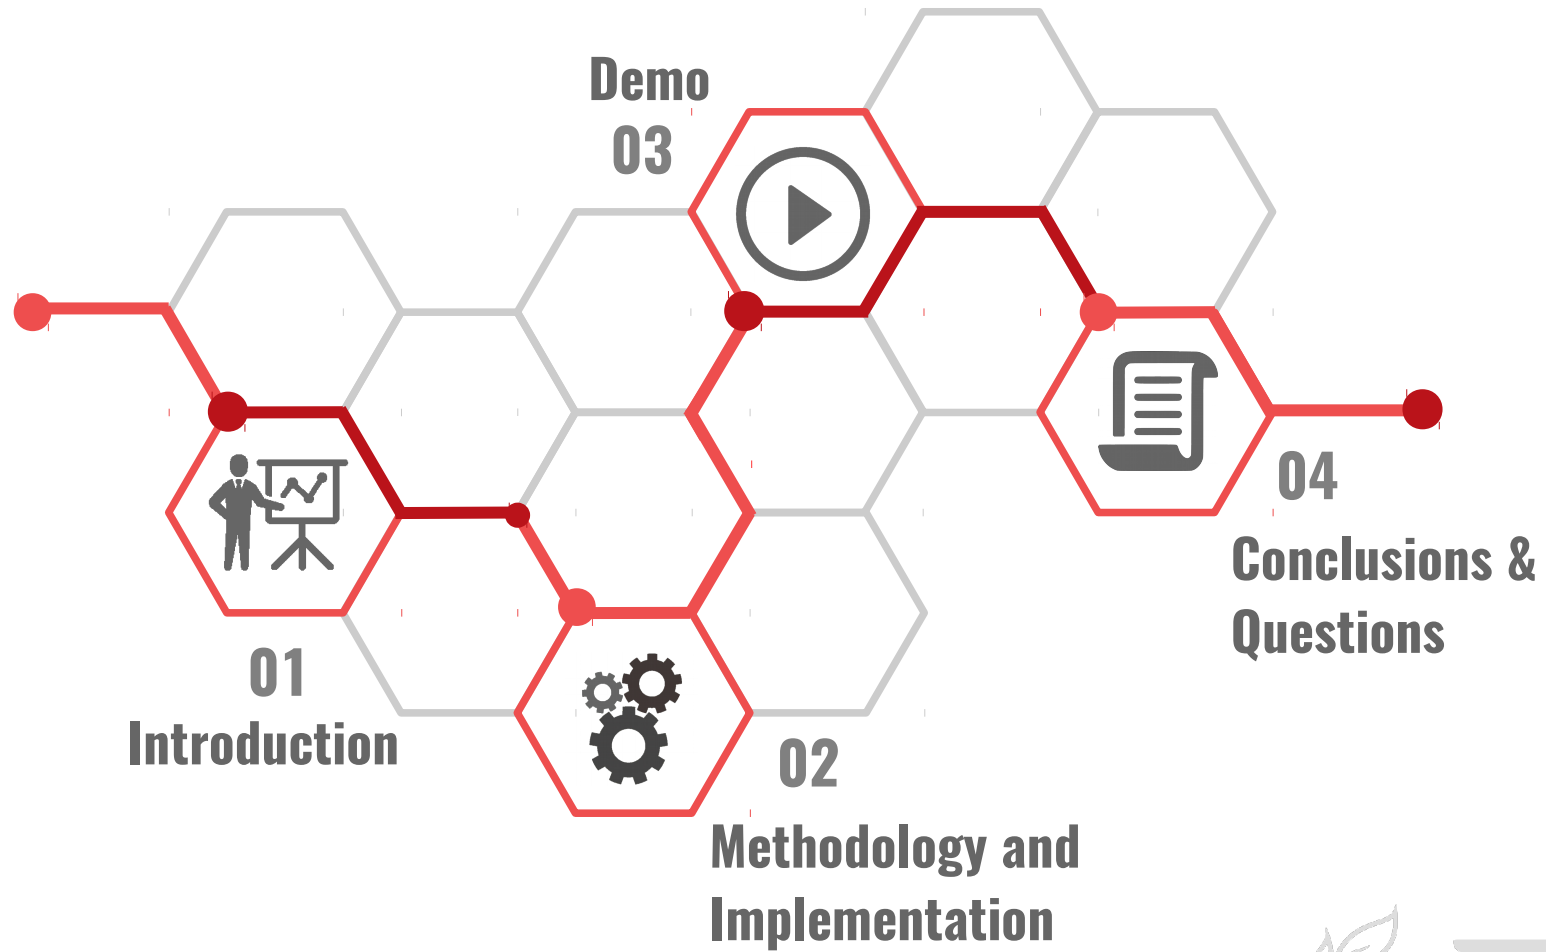 01
Introduction
02
Methodology and
Implementation
Demo
03
04
Conclusions &
Questions